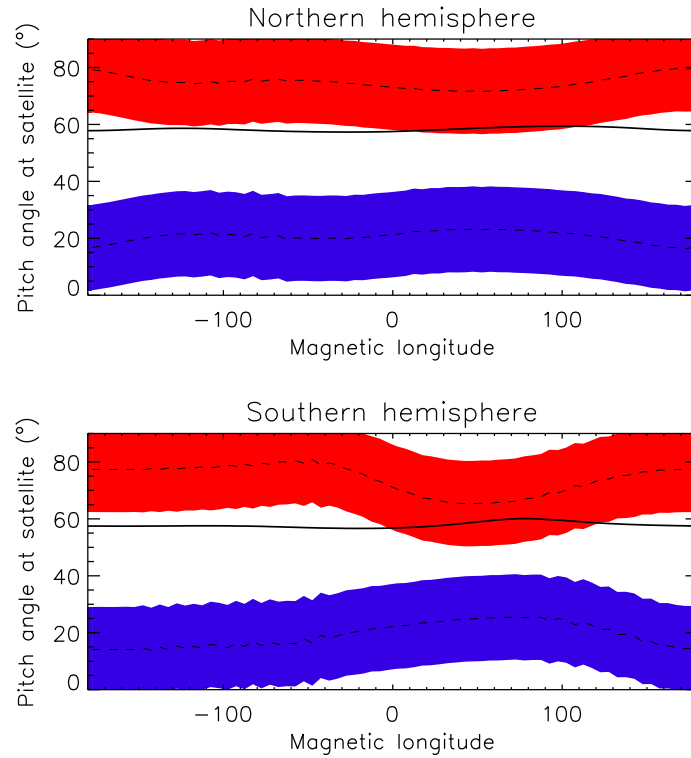 Northern hemisphere
Pitch angle at satellite (°)
80
60
40
20
0
−100 0 100
Magnetic longitude
Southern hemisphere
Pitch angle at satellite (°)
80
60
40
20
0
−100 0 100
Magnetic longitude